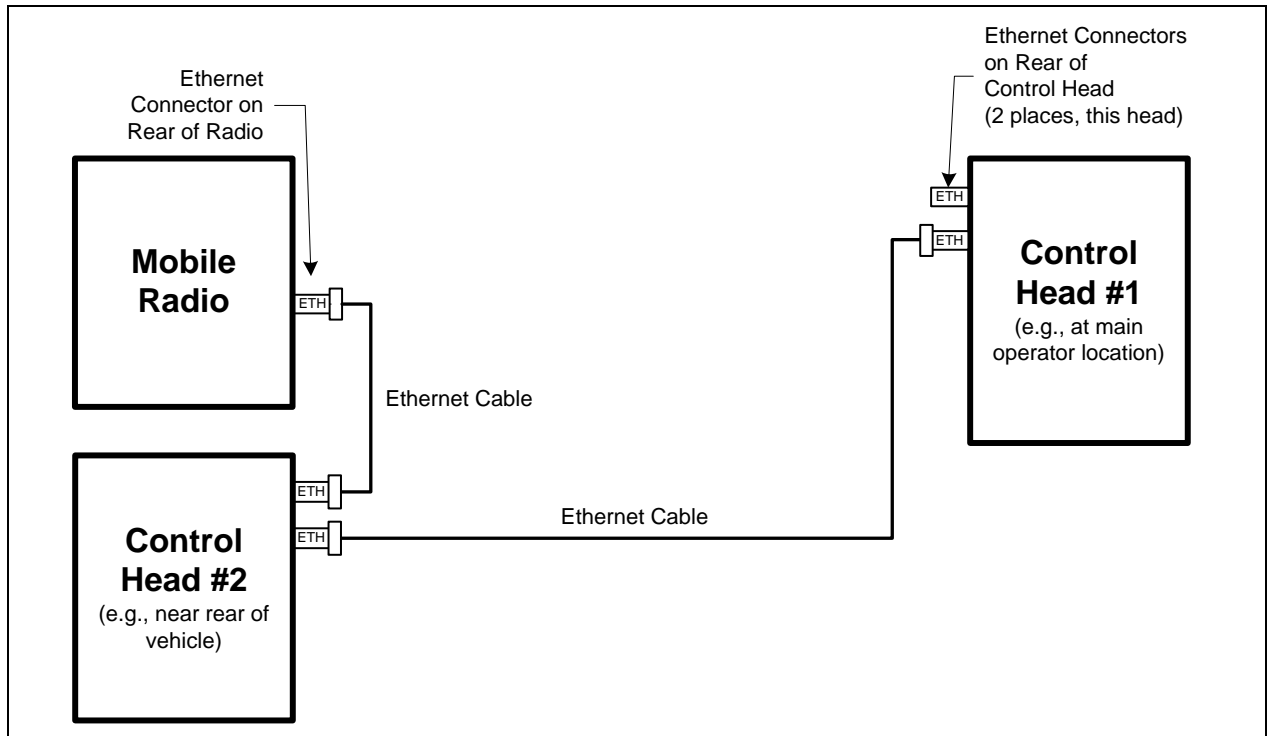 Ethernet
Connector on
Rear of Radio
Ethernet Connectors
on Rear of
Control Head
(2 places, this head)
Mobile
Radio
ETH
ETH
ETH
Control
Head #1
(e.g., at main
operator location)
Ethernet Cable
ETH
ETH
Ethernet Cable
Control
Head #2
(e.g., near rear of
vehicle)